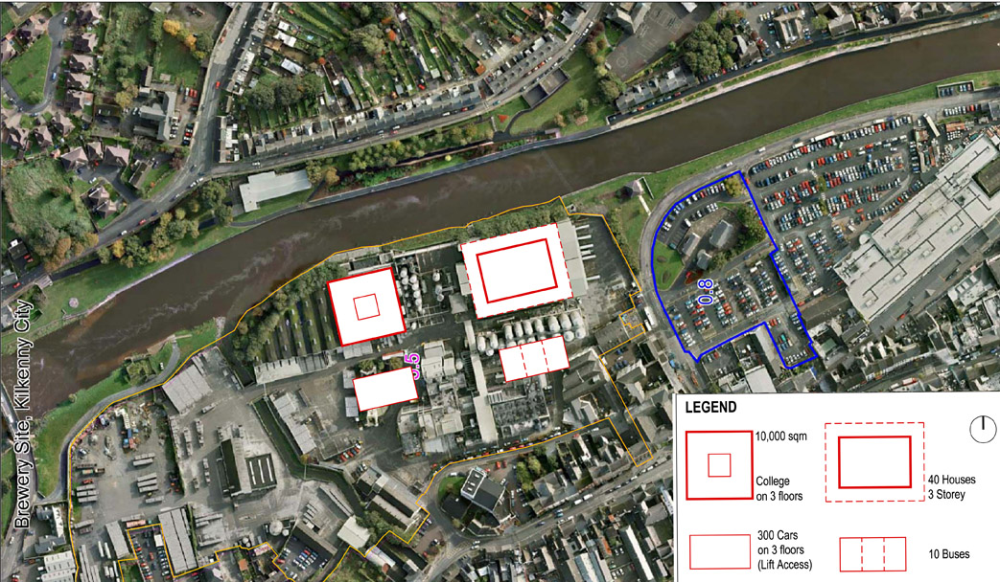 Brewery Site, Kilkenny City
0.8
LEGEND
10,000 sqm
College
on 3 floors
40 Houses
3 Storey
300 Cars
on 3 floors
(Lift Access)
10 Buses